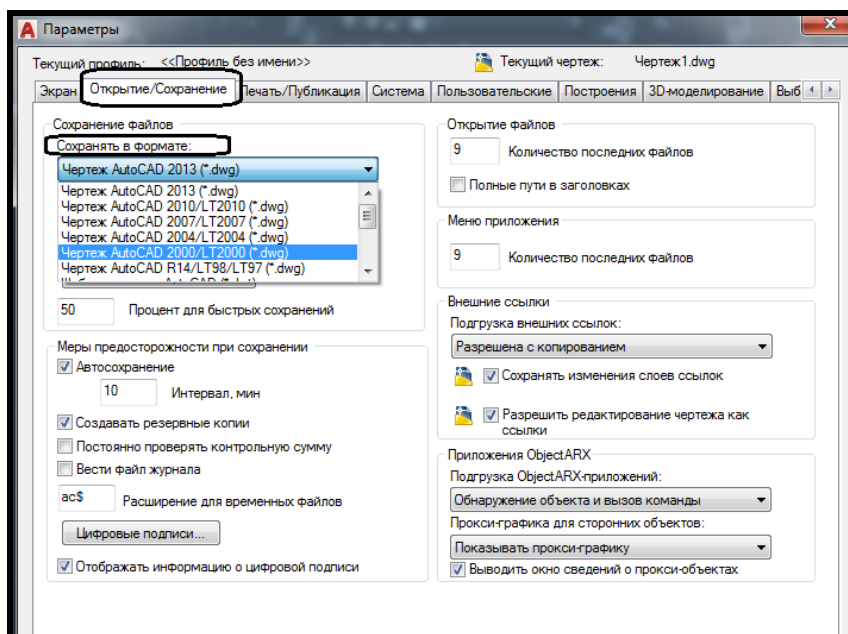 Параметры
Текущий профиль: <<Профиль без имени>> Текущий чертеж: Чертеж1.dwg
Экран Открытие/Сохранение Печать/Публикация Система Пользовательские Построения 3D-моделирование Выб
Сохранение файлов
Сохранять в формате:
Чертеж AutoCAD 2013 (*.dwg)
Чертеж AutoCAD 2013 (*.dwg)
Чертеж AutoCAD 2010/LT2010 (*.dwg)
Чертеж AutoCAD 2007/LT2007 (*.dwg)
Чертеж AutoCAD 2004/LT2004 (*.dwg)
Чертеж AutoCAD 2000/LT2000 (*.dwg)
Чертеж AutoCAD R14/LT98/LT97 (*.dwg)
50 Процент для быстрых сохранений
Меры предосторожности при сохранении
Автосохранение
10 Интервал, мин
Создавать резервные копии
Постоянно проверять контрольную сумму
Вести файл журнала
ac$ Расширение для временных файлов
Цифровые подписи...
Отображать информацию о цифровой подписи
Открытие файлов
9 Количество последних файлов
Полные пути в заголовках
Меню приложения
9 Количество последних файлов
Внешние ссылки
Подгрузка внешних ссылок:
Разрешена с копированием
Сохранять изменения слоев ссылок
Разрешить редактирование чертежа как
ссылки
Приложения ObjectARX
Подгрузка ObjectARX-приложений:
Обнаружение объекта и вызов команды
Прокси-графика для сторонних объектов:
Показывать прокси-графику
Выводить окно сведений о прокси-объектах